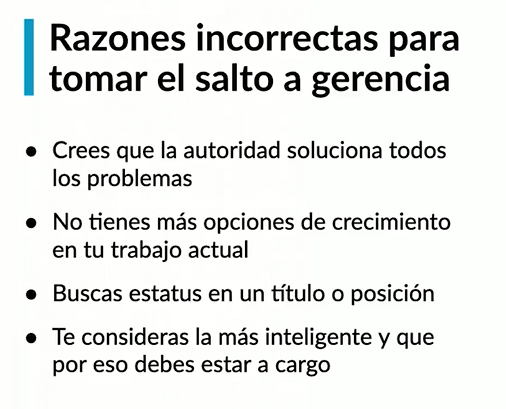 Razones incorrectas para
tomar el salto a gerencia
● Crees que la autoridad soluciona todos
los problemas
● No tienes más opciones de crecimiento
en tu trabajo actual
● Buscas estatus en un título o posición
● Te consideras la más inteligente y que
por eso debes estar a cargo